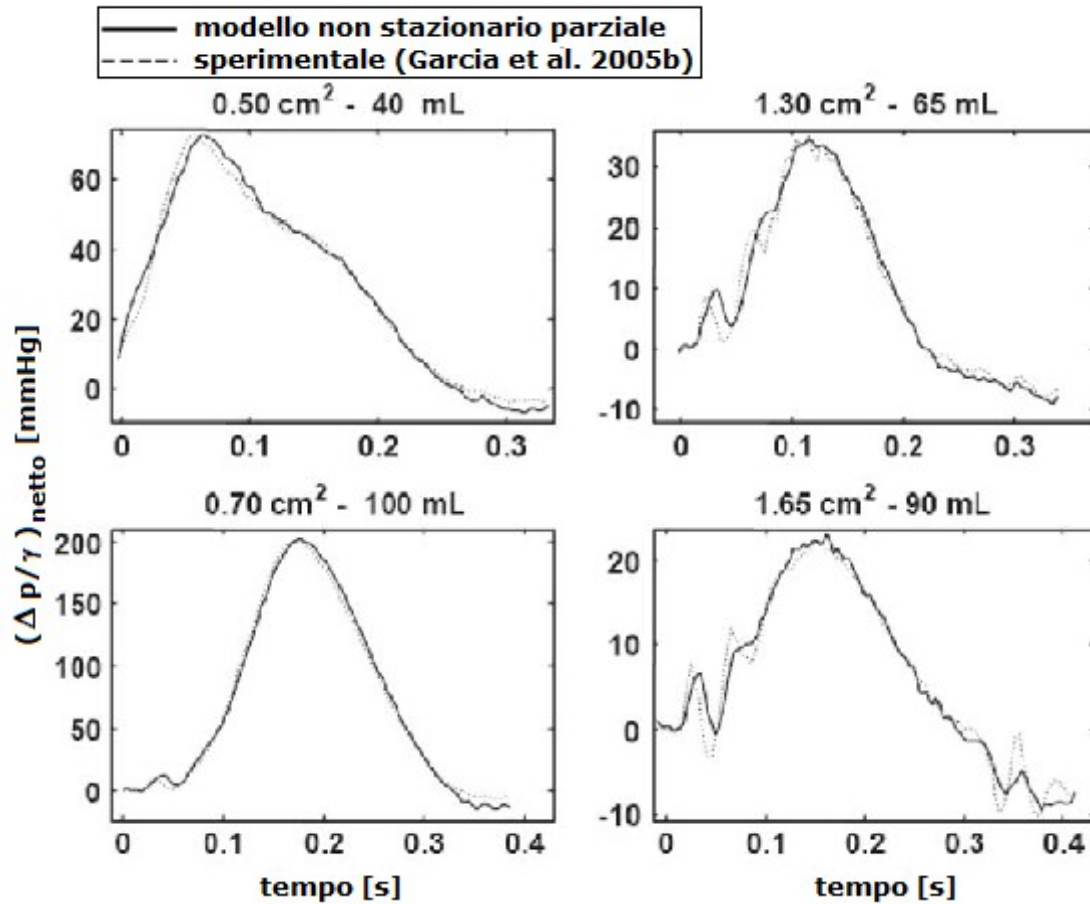 modello non stazionario parziale
sperimentale (Garcia et al. 2005b)
0.50 cm² - 40 mL
60
40
20
0
0 0.1 0.2 0.3
1.30 cm² - 65 mL
30
20
10
0
-10
0 0.1 0.2 0.3
0.70 cm² - 100 mL
200
150
100
50
0
0 0.1 0.2 0.3 0.4
1.65 cm² - 90 mL
20
10
0
-10
0 0.1 0.2 0.3 0.4
(Δ p/γ)netto [mmHg]
tempo [s]
tempo [s]